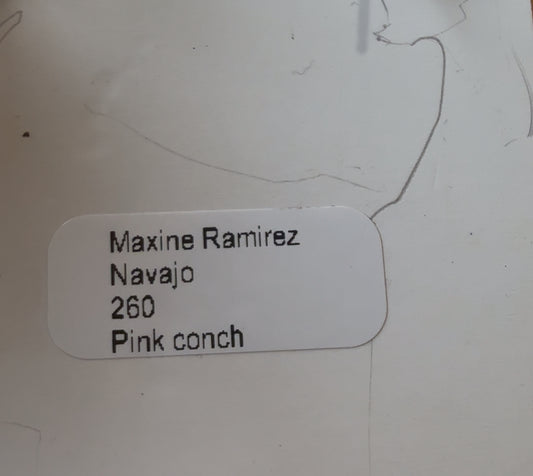 Maxine Ramirez
Navajo
260
Pink conch